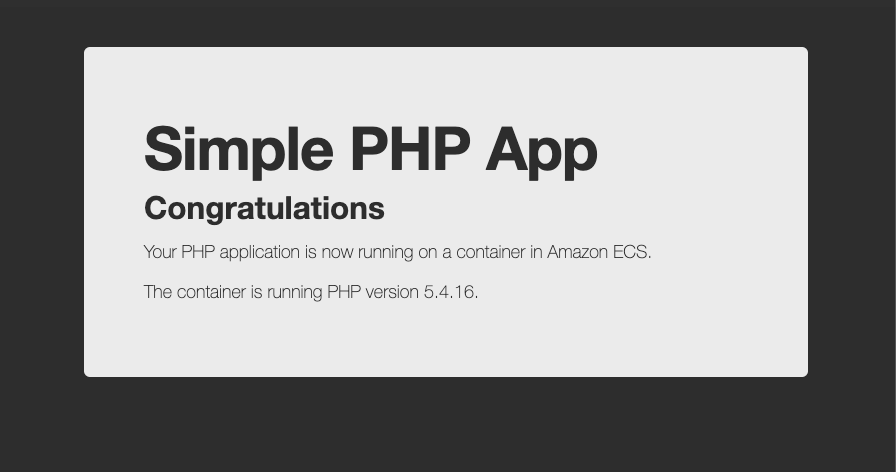 Simple PHP App
Congratulations
Your PHP application is now running on a container in Amazon ECS.
The container is running PHP version 5.4.16.